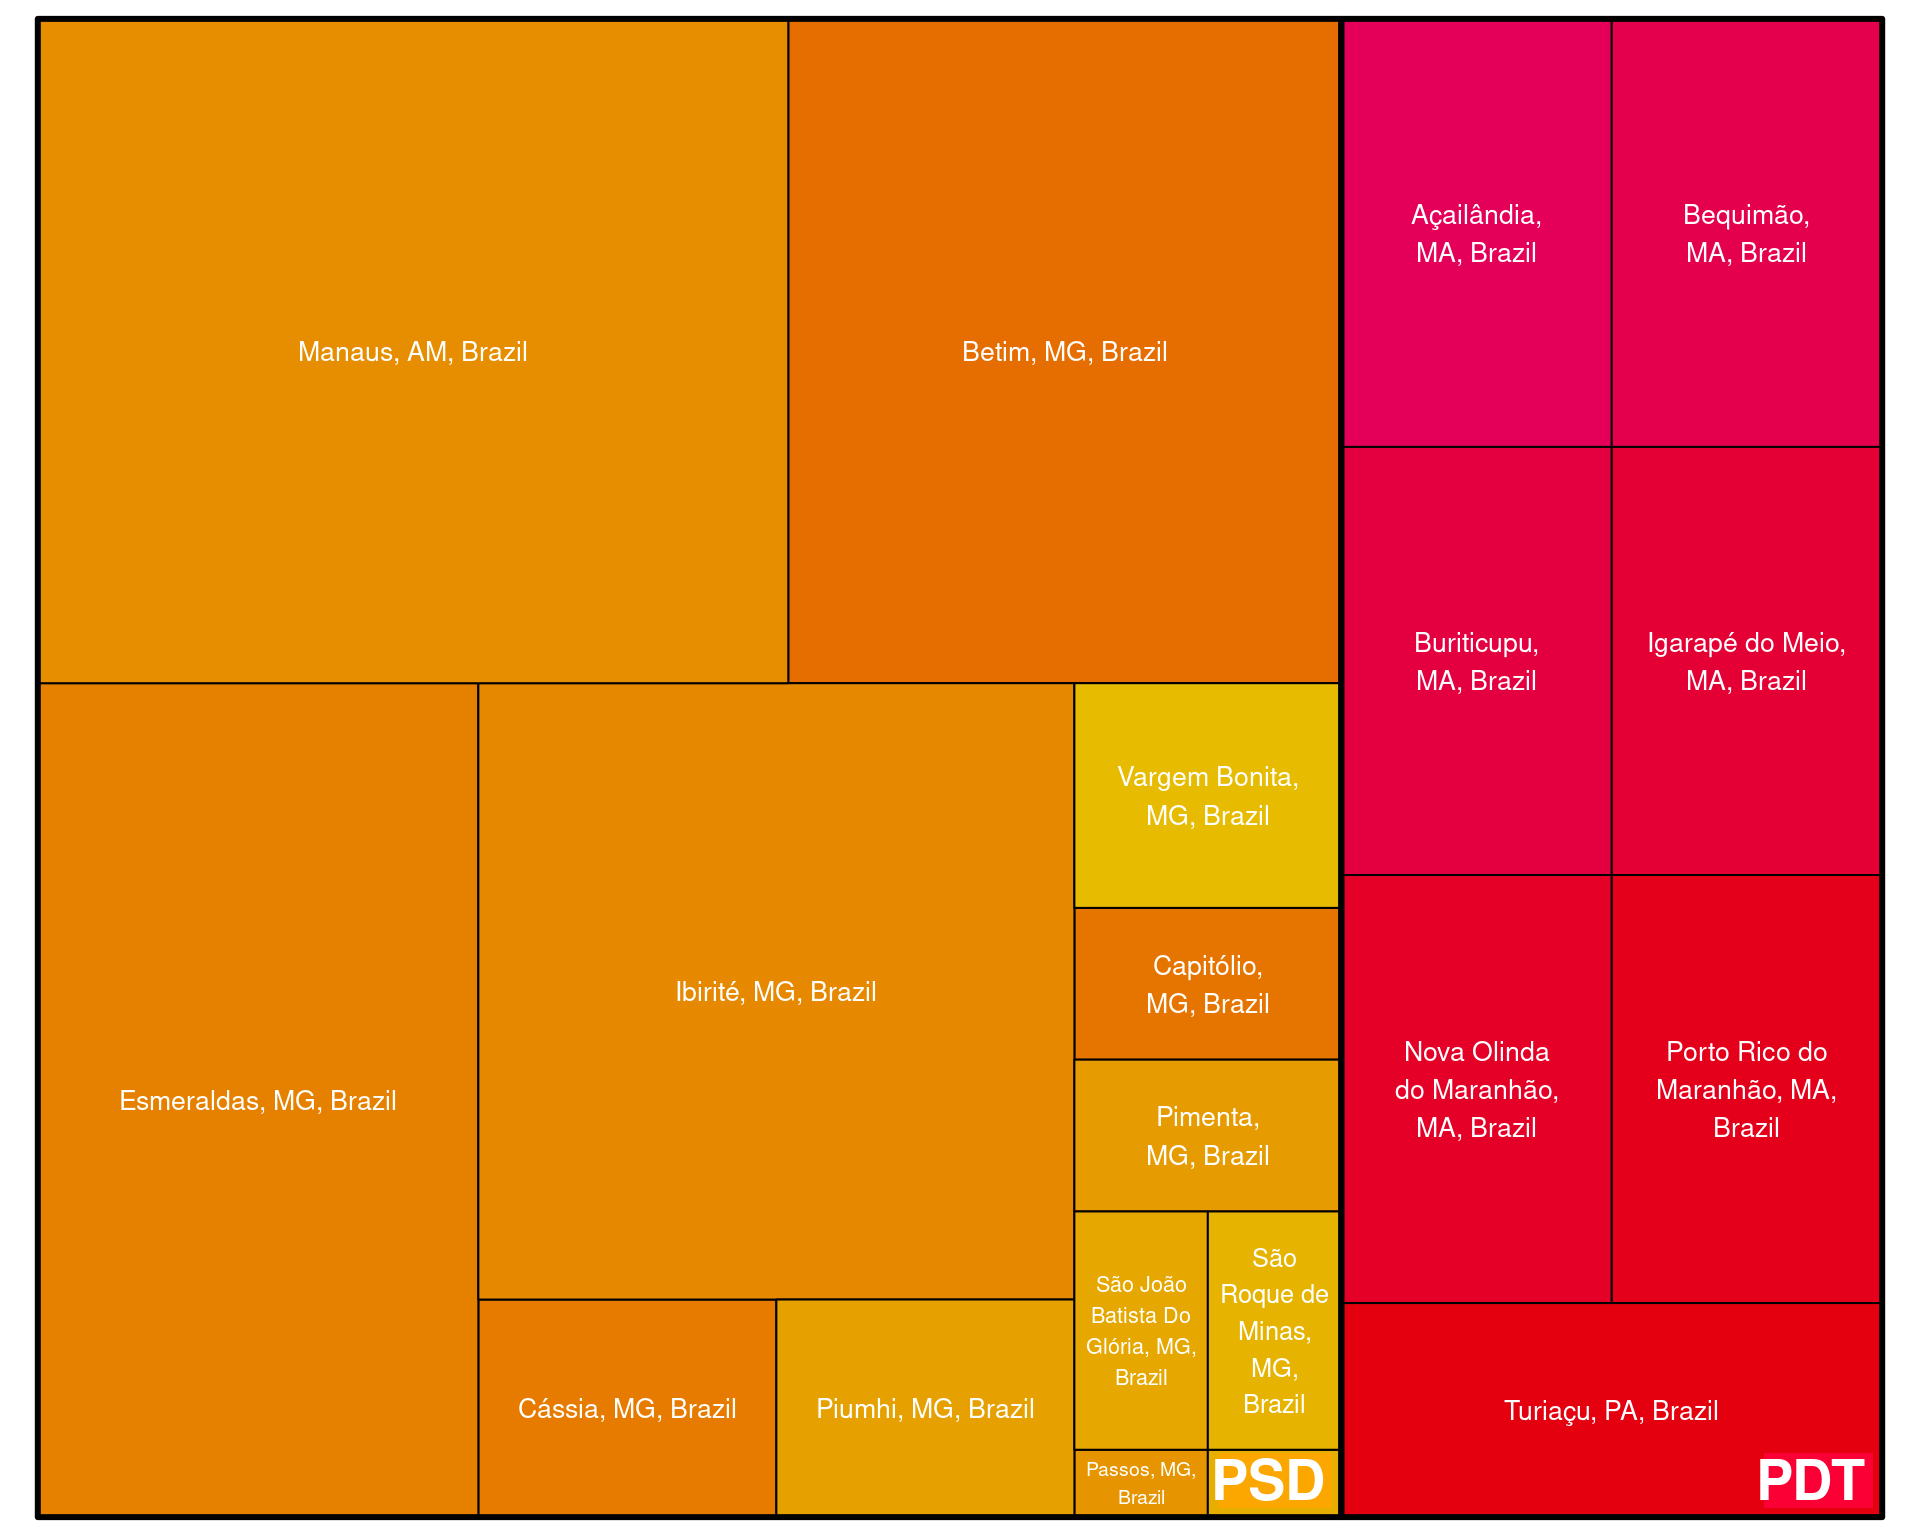 Manaus, AM, Brazil
Betim, MG, Brazil
Esmeraldas, MG, Brazil
Ibirité, MG, Brazil
Cássia, MG, Brazil
Piumhi, MG, Brazil
Vargem Bonita,
MG, Brazil
Capitólio,
MG, Brazil
Pimenta,
MG, Brazil
São João
Batista Do
Glória, MG,
Brazil
São
Roque de
Minas,
MG,
Brazil
Passos, MG,
Brazil
PSD
Açailândia,
MA, Brazil
Bequimão,
MA, Brazil
Buriticupu,
MA, Brazil
Igarapé do Meio,
MA, Brazil
Nova Olinda
do Maranhão,
MA, Brazil
Porto Rico do
Maranhão, MA,
Brazil
Turiaçu, PA, Brazil
PDT